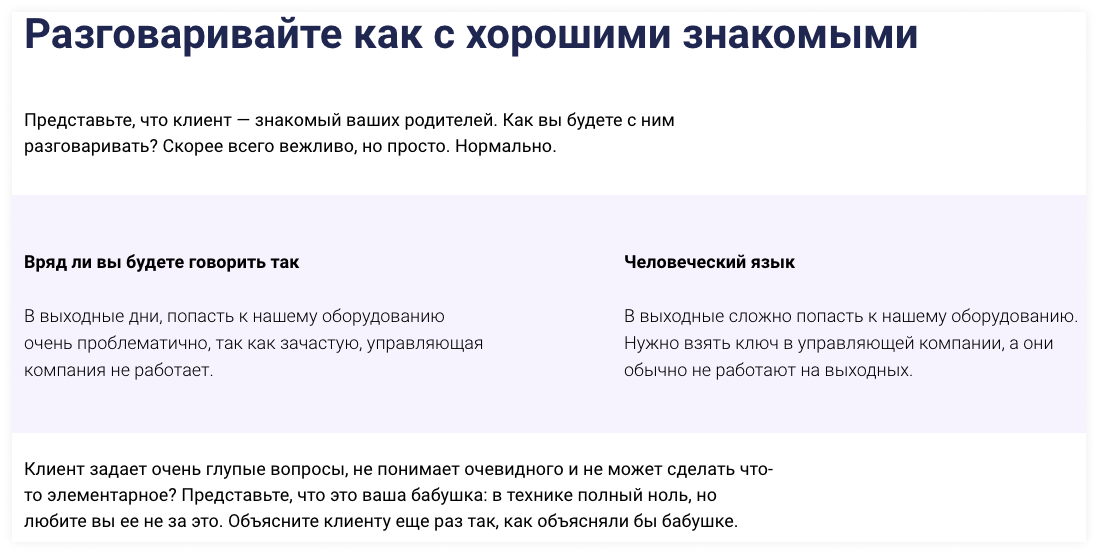 Разговаривайте как с хорошими знакомыми
Представьте, что клиент — знакомый ваших родителей. Как вы будете с ним
разговаривать? Скорее всего вежливо, но просто. Нормально.
Вряд ли вы будете говорить так
В выходные дни, попасть к нашему оборудованию
очень проблематично, так как зачастую, управляющая
компания не работает.
Человеческий язык
В выходные сложно попасть к нашему оборудованию.
Нужно взять ключ в управляющей компании, а они
обычно не работают на выходных.
Клиент задает очень глупые вопросы, не понимает очевидного и не может сделать что-
то элементарное? Представьте, что это ваша бабушка: в технике полный ноль, но
любите вы ее не за это. Объясните клиенту еще раз так, как объясняли бы бабушке.